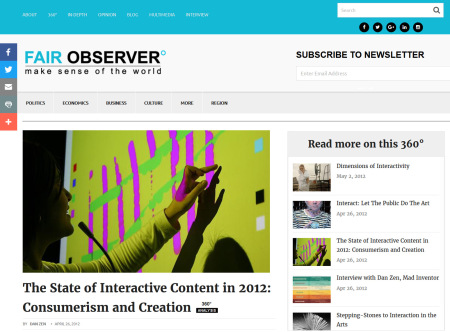 ABOUT 360° IN-DEPTH OPINION BLOG MULTIMEDIA INTERVIEW
Search
FAIR OBSERVER°
make sense of the world
SUBSCRIBE TO NEWSLETTER
Enter Email Address
POLITICS ECONOMICS BUSINESS CULTURE MORE REGION
The State of Interactive Content in 2012:
Consumerism and Creation 360°
ANALYSIS
BY DAN ZEN / APRIL 26, 2012
Read more on this 360°
Dimensions of Interactivity
May 2, 2012
Interact: Let The Public Do The Art
Apr 26, 2012
The State of Interactive Content in
2012: Consumerism and Creation
Apr 26, 2012
Interview with Dan Zen, Mad Inventor
Apr 26, 2012
Stepping-Stones to Interaction in the
Arts